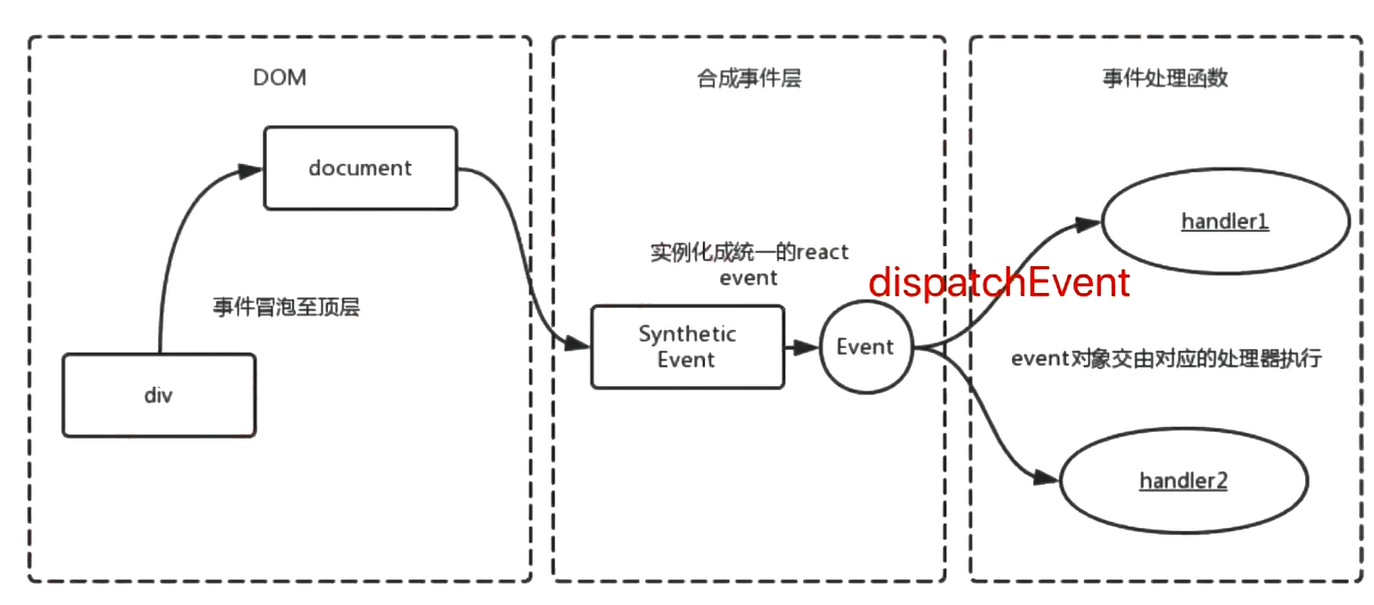 DOM
document
事件冒泡至顶层
div
合成事件层
实例化成统一的react
event
Synthetic
Event
Event
dispatchEvent
事件处理函数
handler1
event对象交由对应的处理器执行
handler2